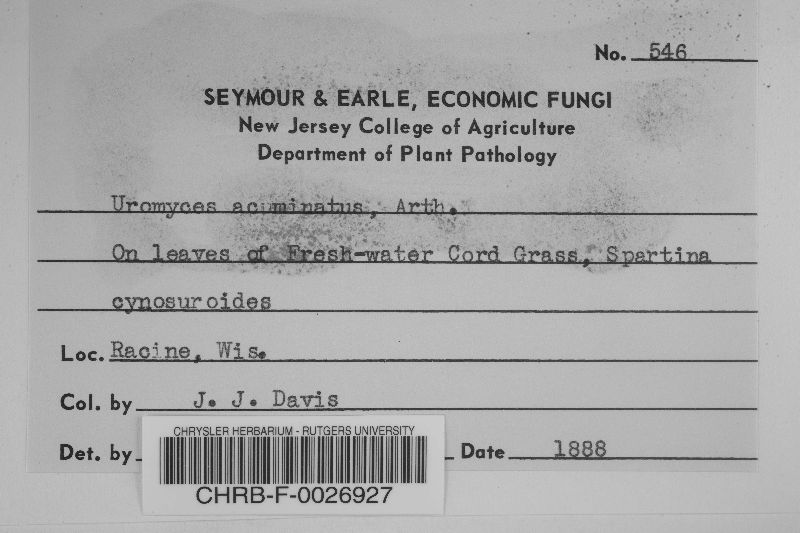 No. 546
SEYMOUR & EARLE, ECONOMIC FUNGI
New Jersey College of Agriculture
Department of Plant Pathology
Uromyces acuminatus, Arth.
On leaves of Fresh-water Cord Grass, Spartina
cynosuroides
Loc. Racine, Wis.
Col. by J. J. Davis
Det. by Date 1888
CHRYSLER HERBARIUM - RUTGERS UNIVERSITY
CHRB-F-0026927